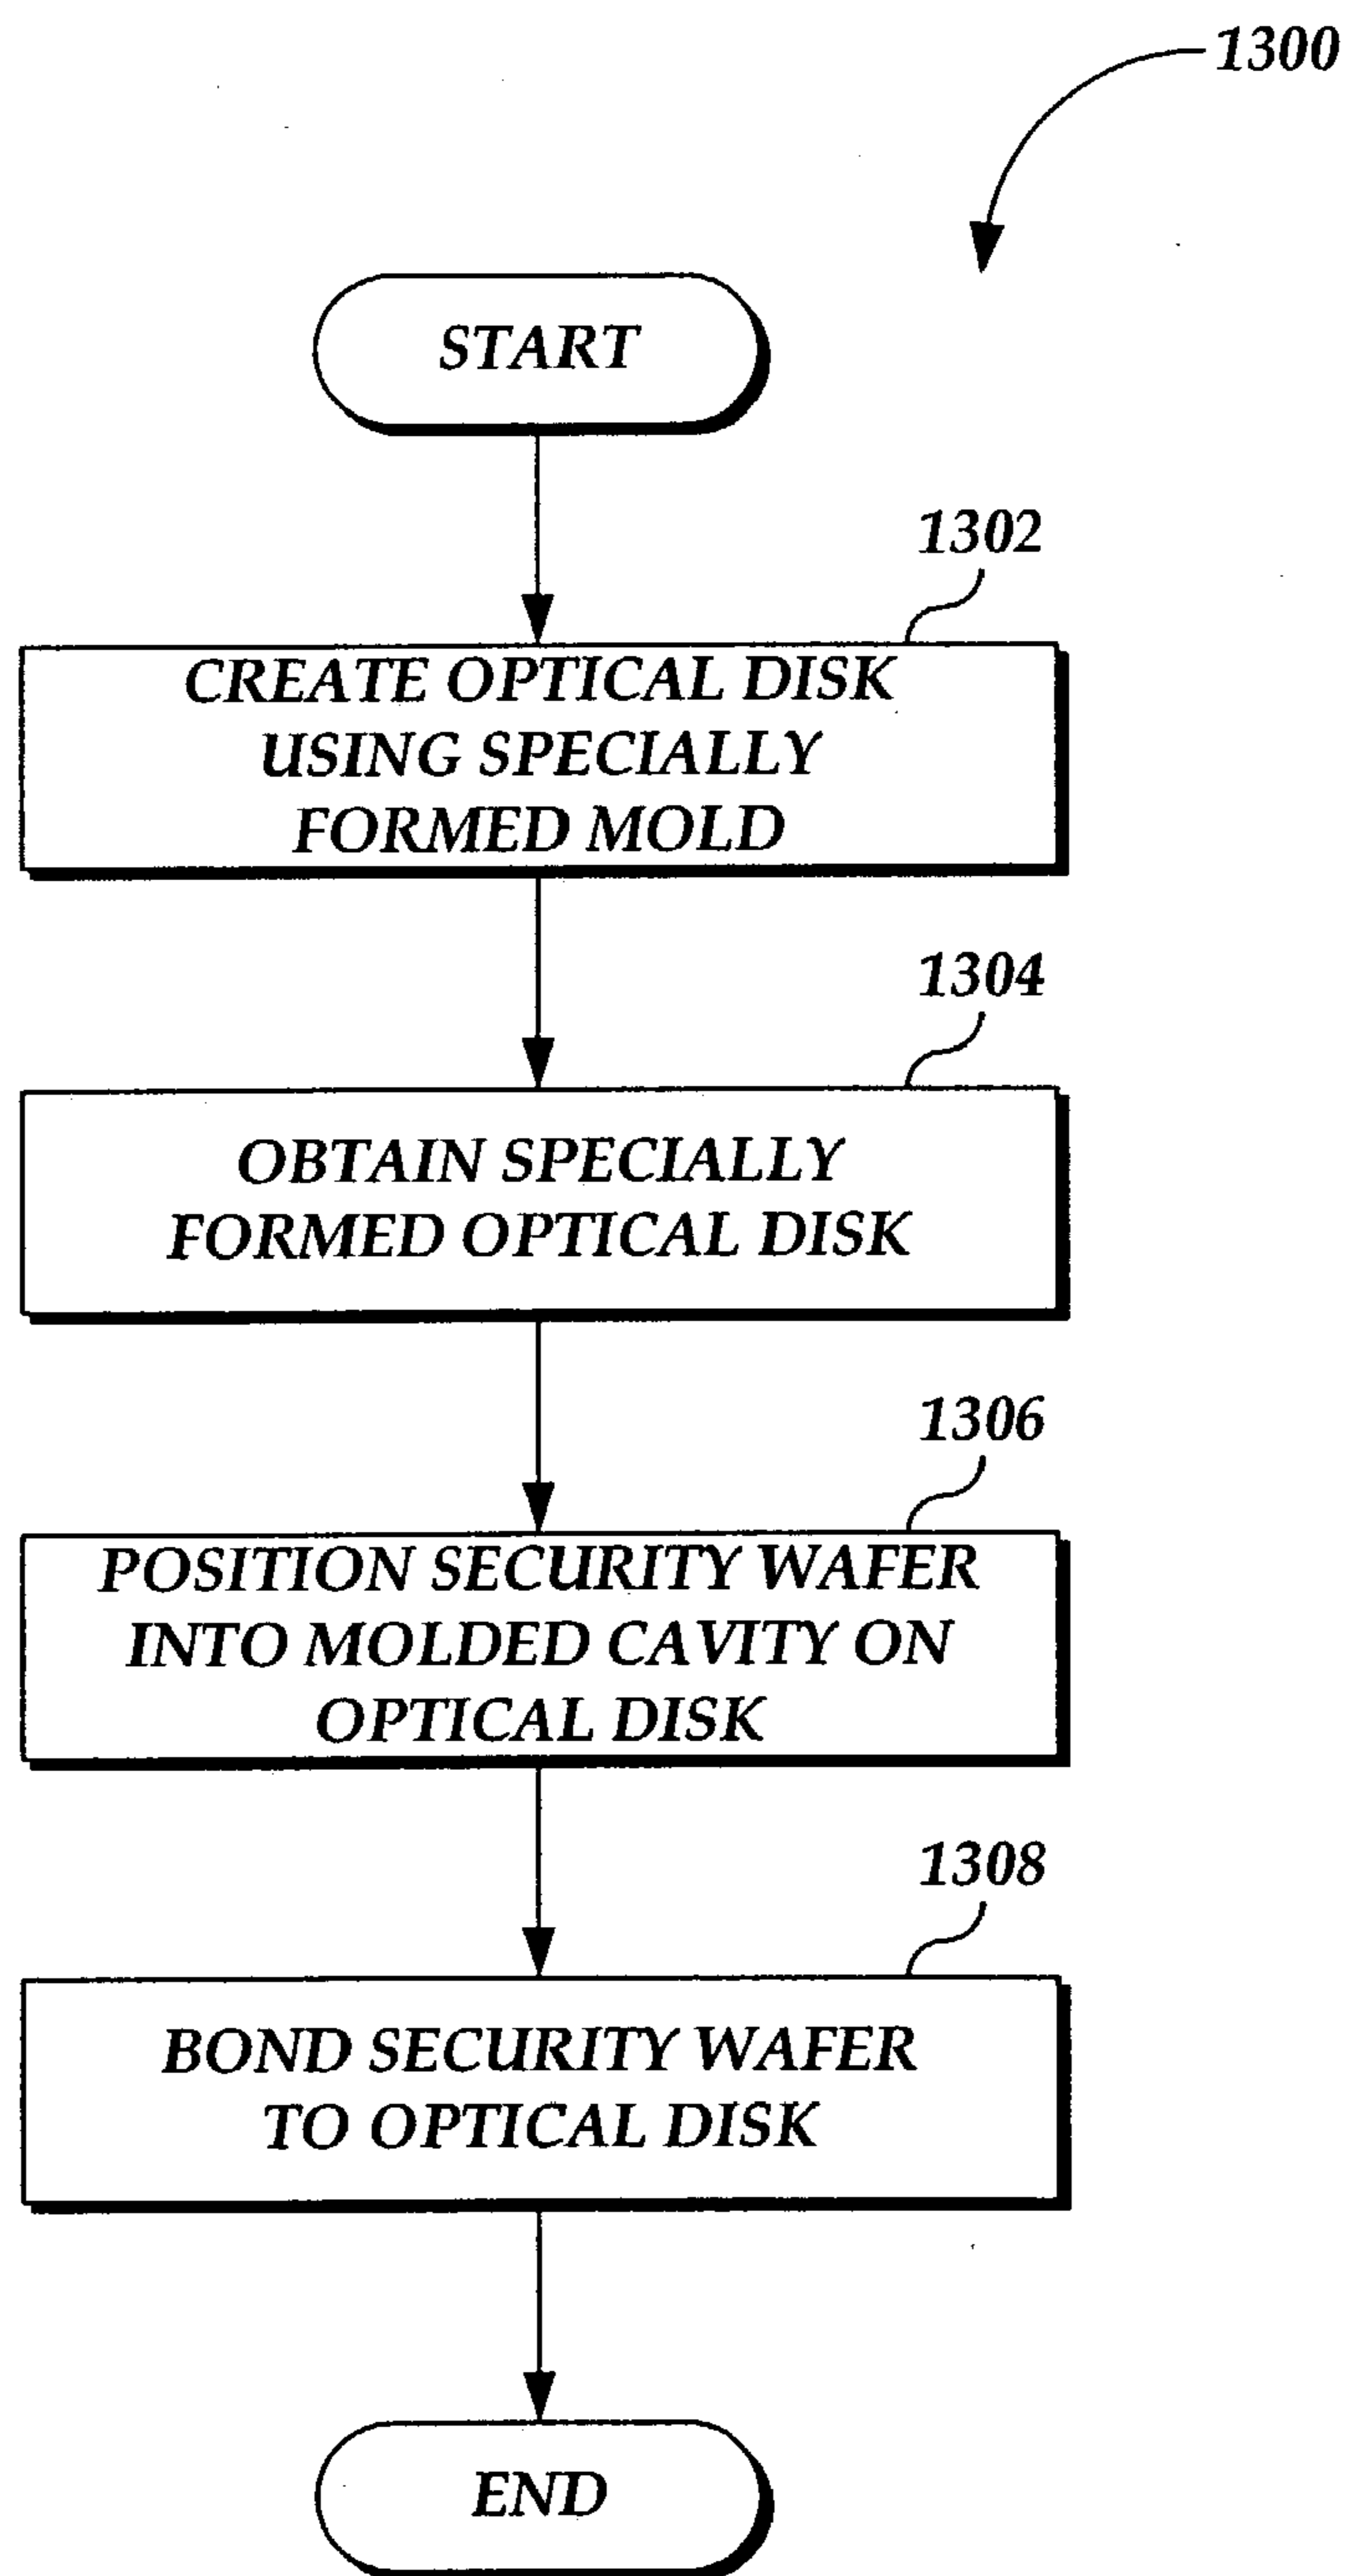 1300
START
1302
CREATE OPTICAL DISK
USING SPECIALLY
FORMED MOLD
1304
OBTAIN SPECIALLY
FORMED OPTICAL DISK
1306
POSITION SECURITY WAFER
INTO MOLDED CAVITY ON
OPTICAL DISK
1308
BOND SECURITY WAFER
TO OPTICAL DISK
END